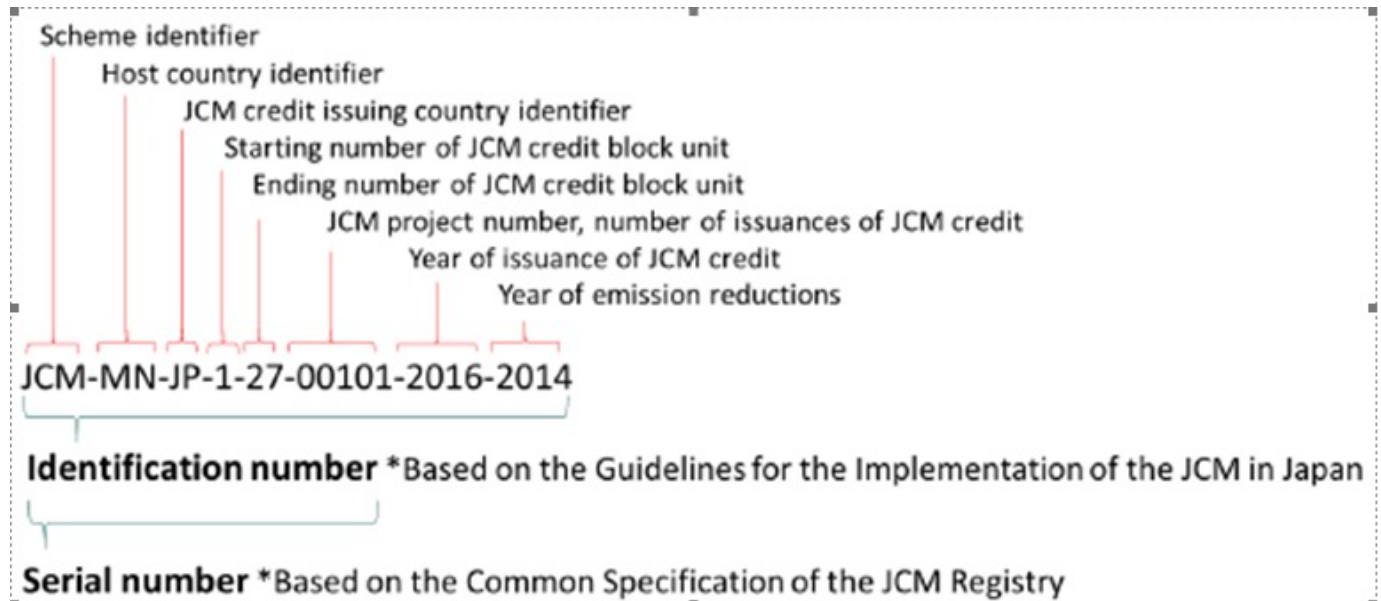 Scheme identifier
Host country identifier
JCM credit issuing country identifier
Starting number of JCM credit block unit
Ending number of JCM credit block unit
JCM project number, number of issuances of JCM credit
Year of issuance of JCM credit
Year of emission reductions
JCM-MN-JP-1-27-00101-2016-2014
Identification number *Based on the Guidelines for the Implementation of the JCM in Japan
Serial number *Based on the Common Specification of the JCM Registry